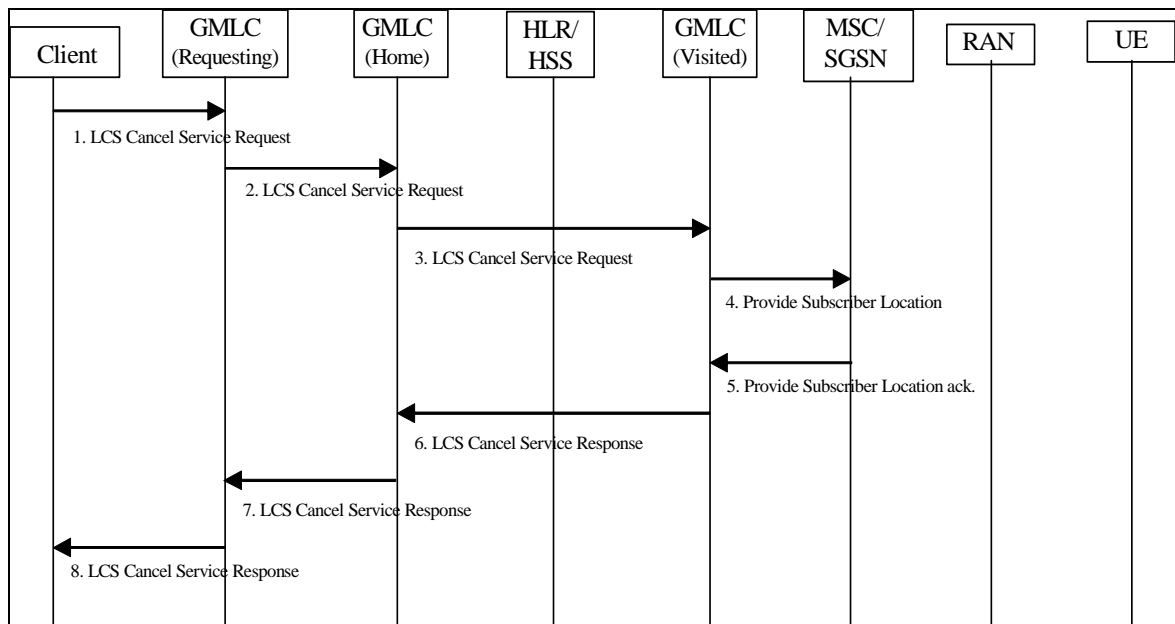 Client
GMLC
(Requesting)
GMLC
(Home)
HLR/
HSS
GMLC
(Visited)
MSC/
SGSN
RAN
UE
1. LCS Cancel Service Request
2. LCS Cancel Service Request
3. LCS Cancel Service Request
4. Provide Subscriber Location
5. Provide Subscriber Location ack.
6. LCS Cancel Service Response
7. LCS Cancel Service Response
8. LCS Cancel Service Response